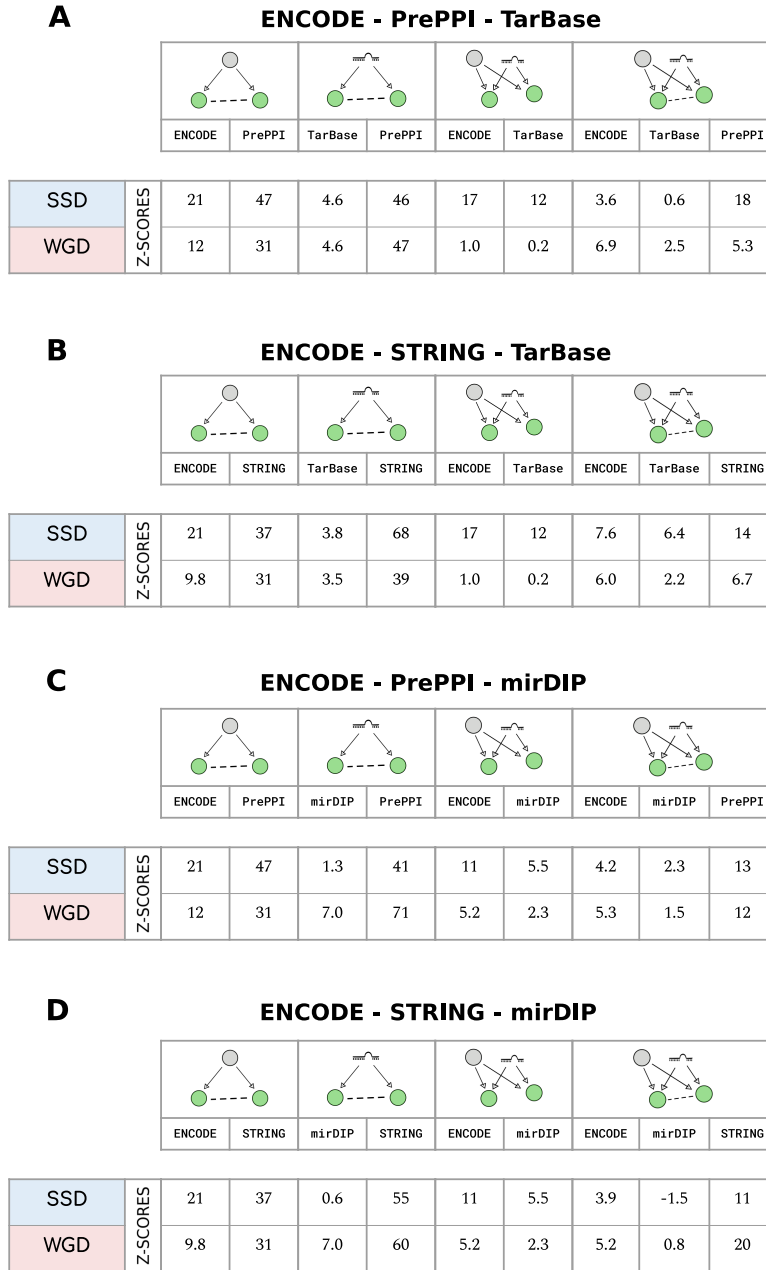 A
ENCODE - PrePPI - TarBase
ENCODE PrePPI TarBase PrePPI ENCODE TarBase ENCODE TarBase PrePPI
Z-SCORES
SSD 21 47 4.6 46 17 12 3.6 0.6 18
WGD 12 31 4.6 47 1.0 0.2 6.9 2.5 5.3
B
ENCODE - STRING - TarBase
ENCODE STRING TarBase STRING ENCODE TarBase ENCODE TarBase STRING
Z-SCORES
SSD 21 37 3.8 68 17 12 7.6 6.4 14
WGD 9.8 31 3.5 39 1.0 0.2 6.0 2.2 6.7
C
ENCODE - PrePPI - mirDIP
ENCODE PrePPI mirDIP PrePPI ENCODE mirDIP ENCODE mirDIP PrePPI
Z-SCORES
SSD 21 47 1.3 41 11 5.5 4.2 2.3 13
WGD 12 31 7.0 71 5.2 2.3 5.3 1.5 12
D
ENCODE - STRING - mirDIP
ENCODE STRING mirDIP STRING ENCODE mirDIP ENCODE mirDIP STRING
Z-SCORES
SSD 21 37 0.6 55 11 5.5 3.9 -1.5 11
WGD 9.8 31 7.0 60 5.2 2.3 5.2 0.8 20